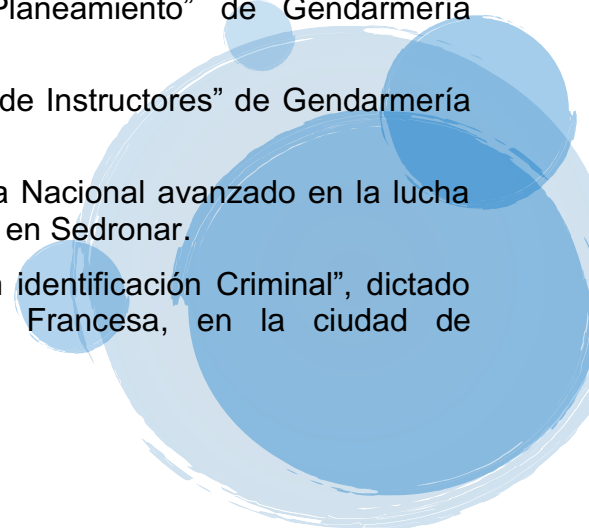 Planeamiento” de Gendarmería
de Instructores” de Gendarmería
a Nacional avanzado en la lucha
en Sedronar.
identificación Criminal”, dictado
Francesa, en la ciudad de